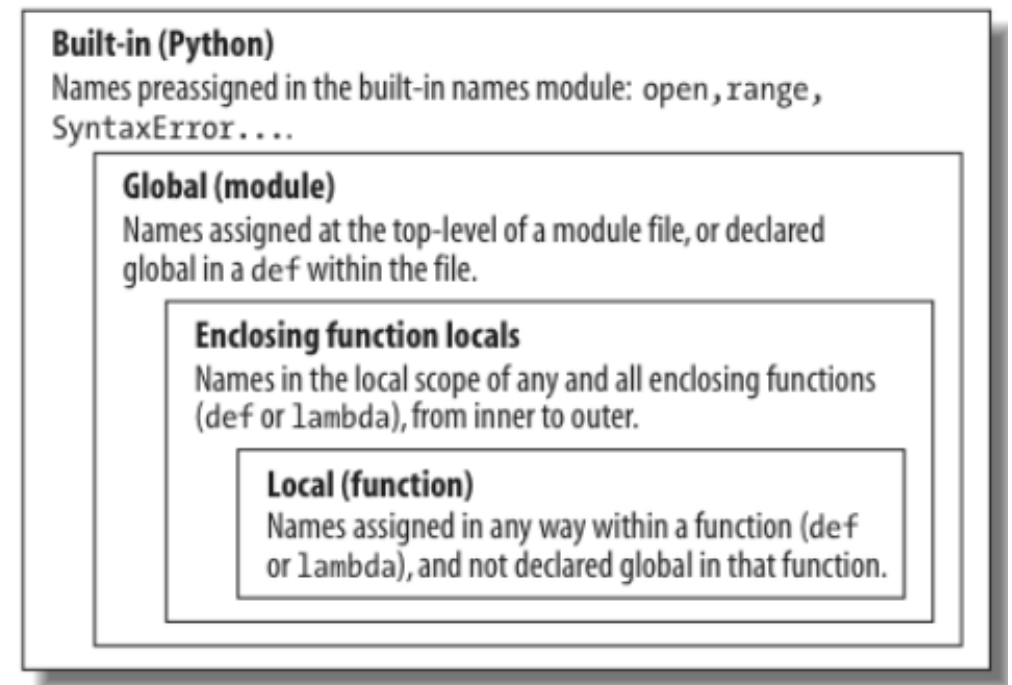 Built-in (Python)
Names preassigned in the built-in names module: open,range,
SyntaxError....
Global (module)
Names assigned at the top-level of a module file, or declared
global in a def within the file.
Enclosing function locals
Names in the local scope of any and all enclosing functions
(def or lambda), from inner to outer.
Local (function)
Names assigned in any way within a function (def
or lambda), and not declared global in that function.